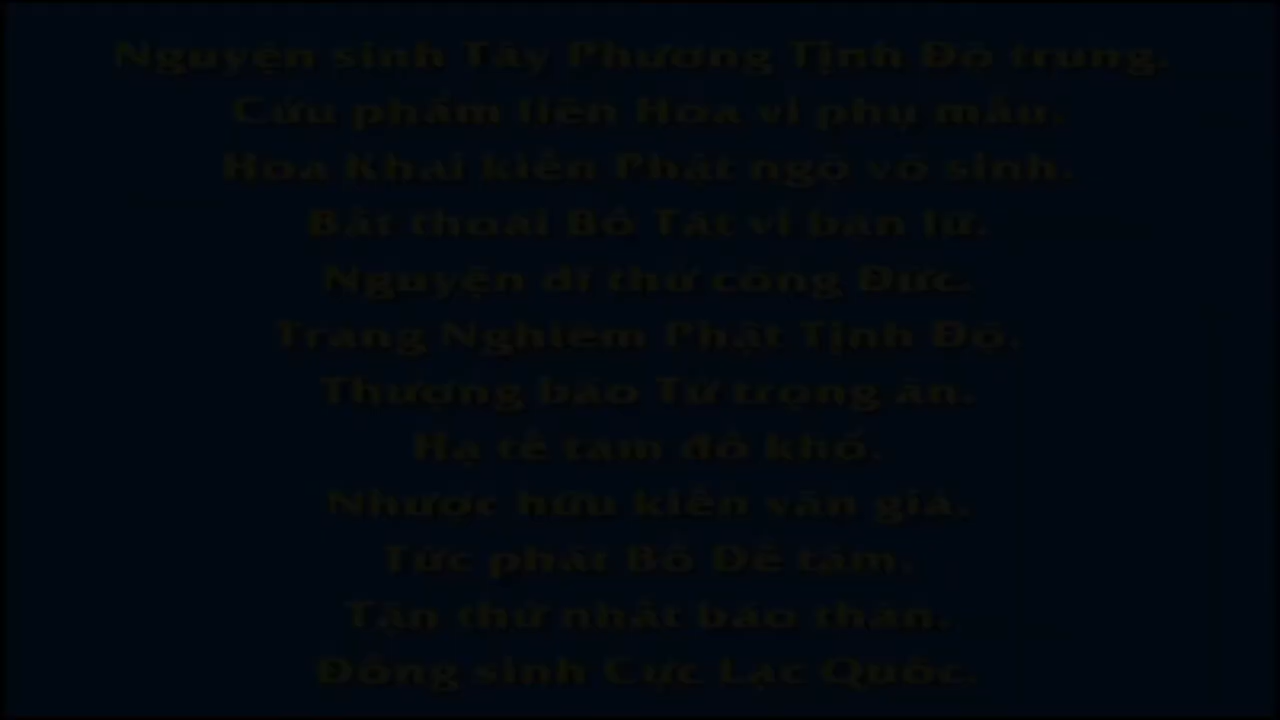 Nguyện sinh Tây Phương Tịnh Độ trung.
Cửu phẩm liên Hoa vi phụ mẫu.
Hoa Khai kiến Phật ngộ vô sinh.
Bất thoái Bồ Tát vi bạn lữ.
Nguyện dĩ thử công Đức.
Trang Nghiêm Phật Tịnh Độ.
Thượng báo Tứ trọng ân.
Hạ tế tam đồ khổ.
Nhược hữu kiến văn giả.
Tức phát Bồ Đề tâm.
Tận thử nhất báo thân.
Đồng sinh Cực Lạc Quốc.